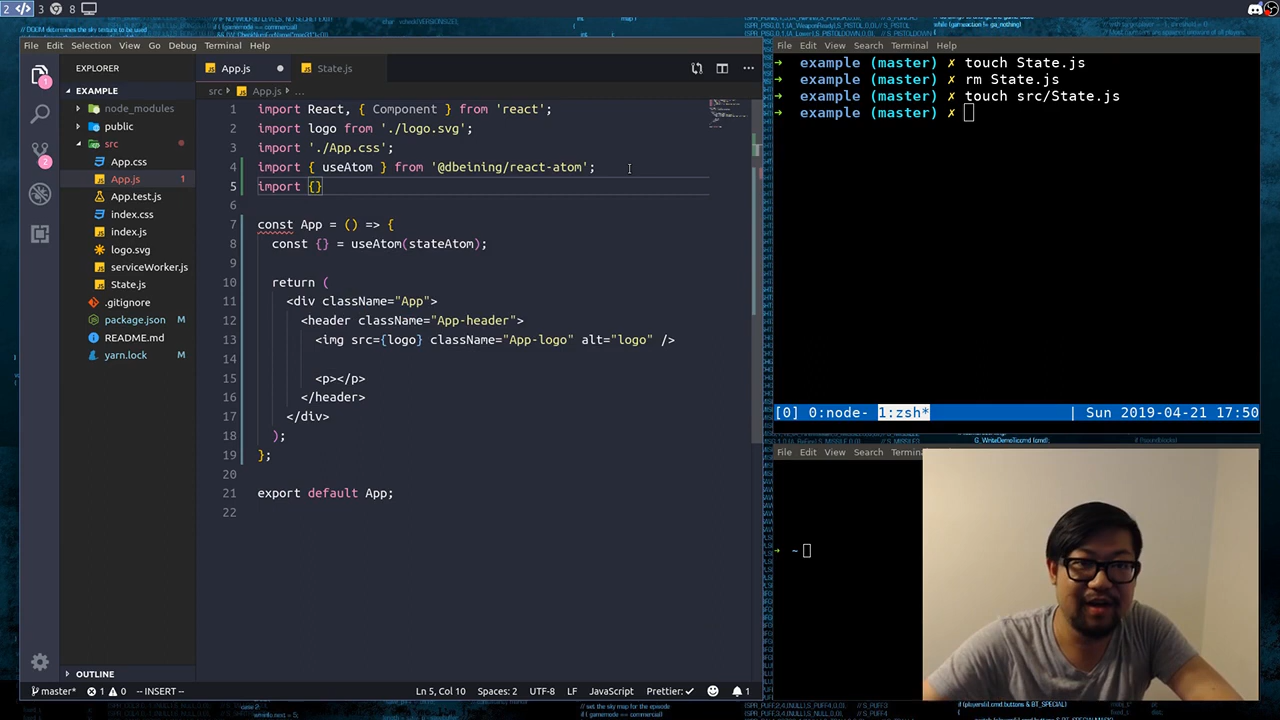 2 3 8
File Edit Selection View Go Debug Terminal Help
EXPLORER
EXAMPLE
node_modules
public
src
App.css
App.js 1
App.test.js
index.css
index.js
logo.svg
serviceWorker.js
State.js
.gitignore
package.json M
README.md
yarn.lock M
OUTLINE
1
2
App.js State.js
src App.js ...
1 import React, { Component } from 'react';
2 import logo from './logo.svg';
3 import './App.css';
4 import { useAtom } from '@dbeining/react-atom';
5 import {}
6
7 const App = () => {
8 const {} = useAtom(stateAtom);
9
10 return (
11 <div className="App">
12 <header className="App-header">
13 <img src={logo} className="App-logo" alt="logo" />
14
15 <p></p>
16 </header>
17 </div>
18 );
19 };
20
21 export default App;
22
master* 1 0 -- INSERT -- Ln 5, Col 10 Spaces: 2 UTF-8 LF JavaScript Prettier: ✓ 1
File Edit View Search Terminal Help
➜ example (master) ✗ touch State.js
➜ example (master) ✗ rm State.js
➜ example (master) ✗ touch src/State.js
➜ example (master) ✗
[0] 0:node- 1:zsh* | Sun 2019-04-21 17:50
File Edit View Search Termin
➜ ~